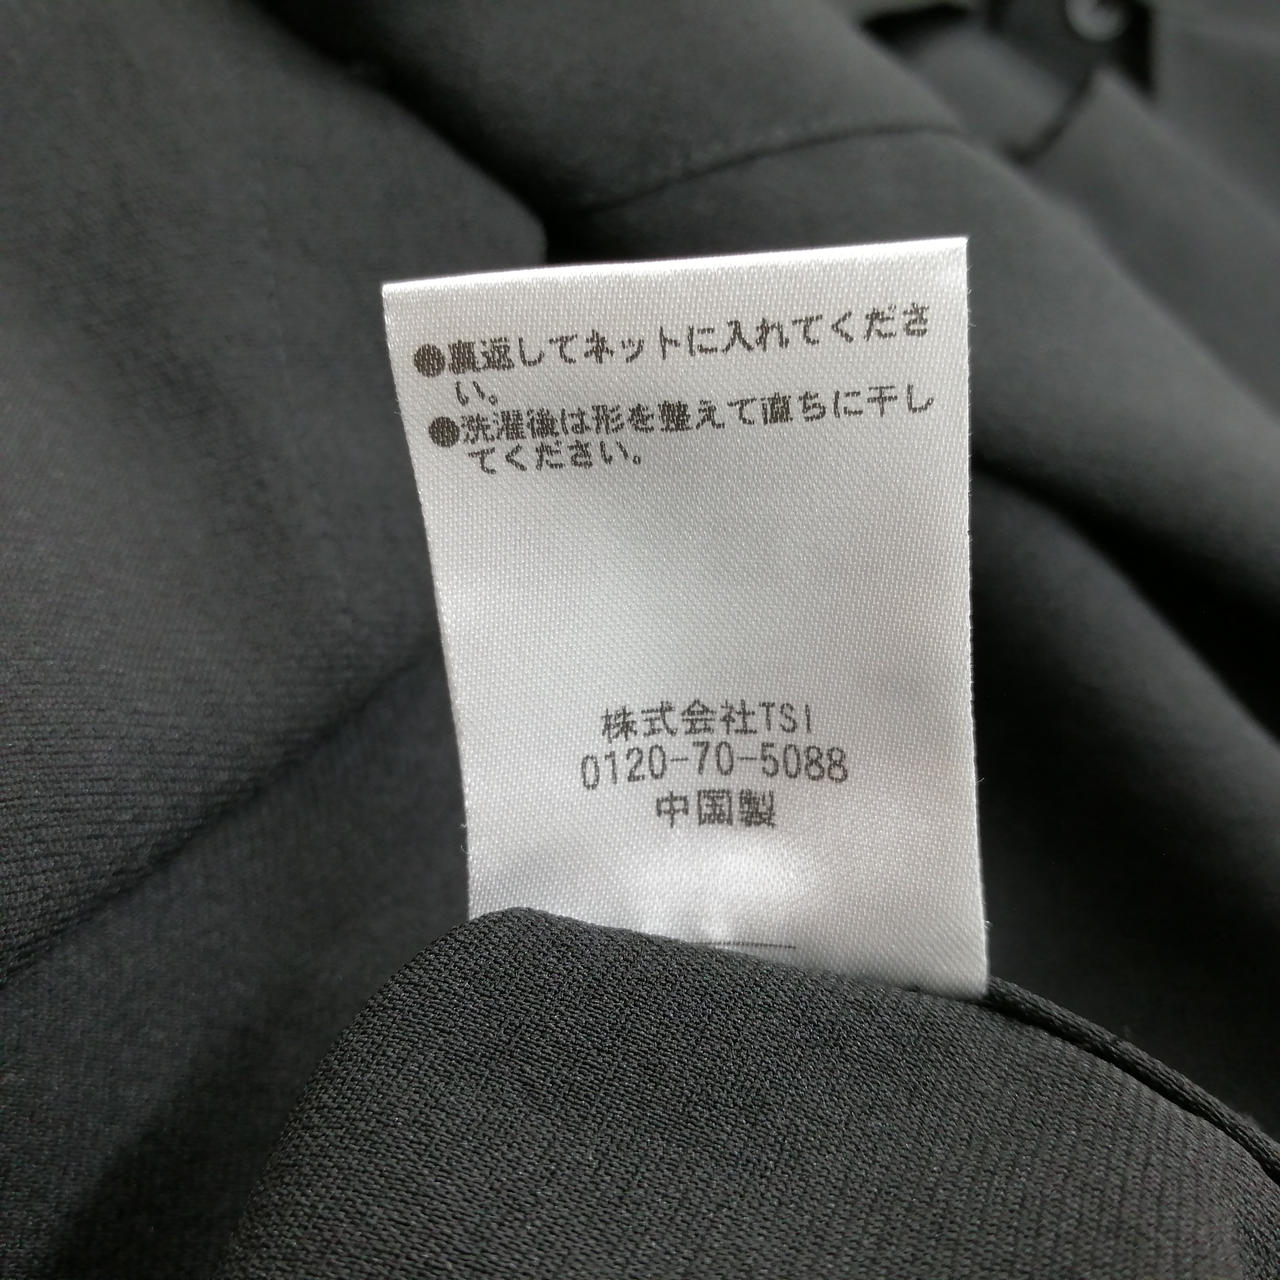 ●裏返してネットに入れてくださ
い。
●洗濯後は形を整えて直ちに干し
てください。
株式会社TSI
0120-70-5088
中国製